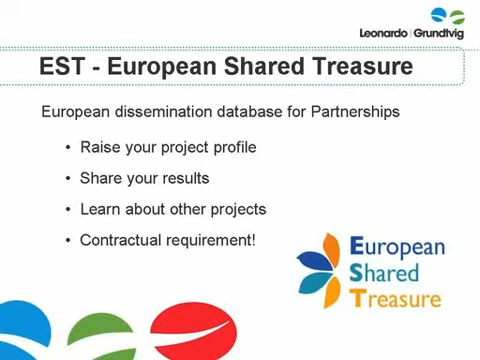 Leonardo | Grundtvig
EST - European Shared Treasure
European dissemination database for Partnerships
• Raise your project profile
• Share your results
• Learn about other projects
• Contractual requirement!
European
Shared
Treasure